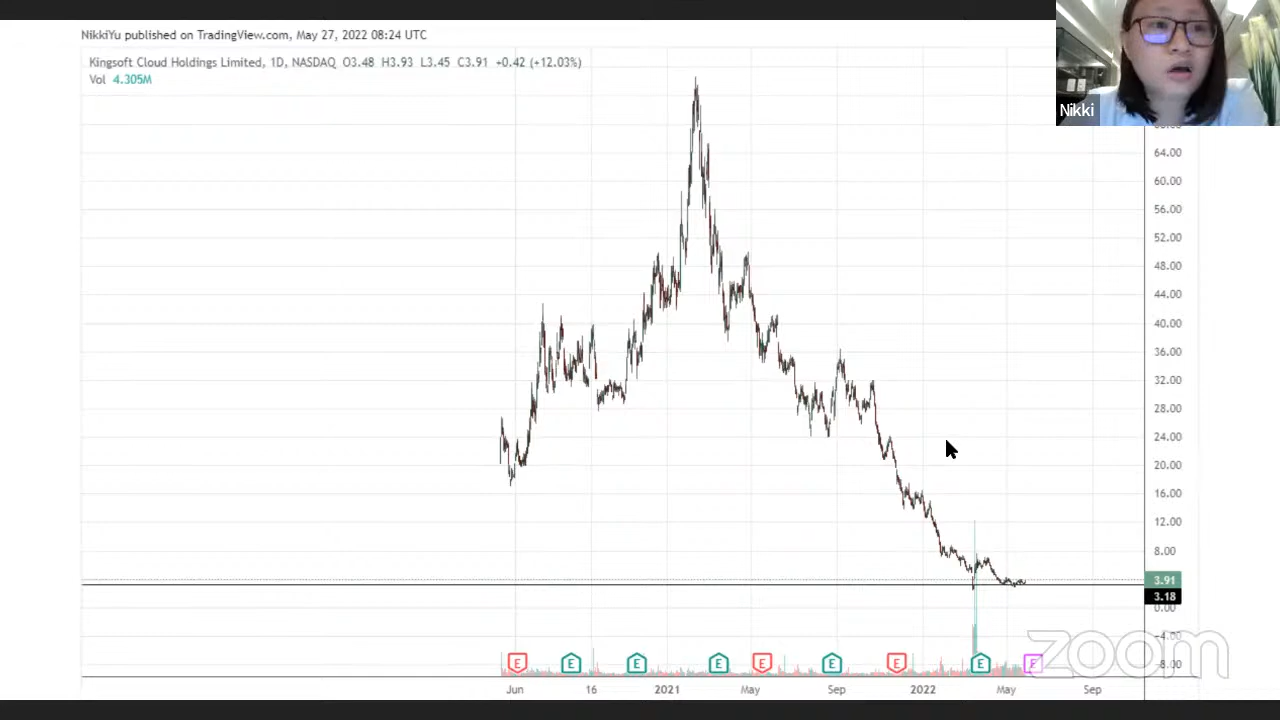 NikkiYu published on TradingView.com, May 27, 2022 08:24 UTC
Kingsoft Cloud Holdings Limited, 1D, NASDAQ O3.48 H3.93 L3.45 C3.91 +0.42 (+12.03%)
Vol 4.305M
Nikki
64.00
60.00
56.00
52.00
48.00
44.00
40.00
36.00
32.00
28.00
24.00
20.00
16.00
12.00
8.00
3.91
3.18
0.00
-4.00
-8.00
zoom
E E E E E E E E E
Jun 16 2021 May Sep 2022 May Sep